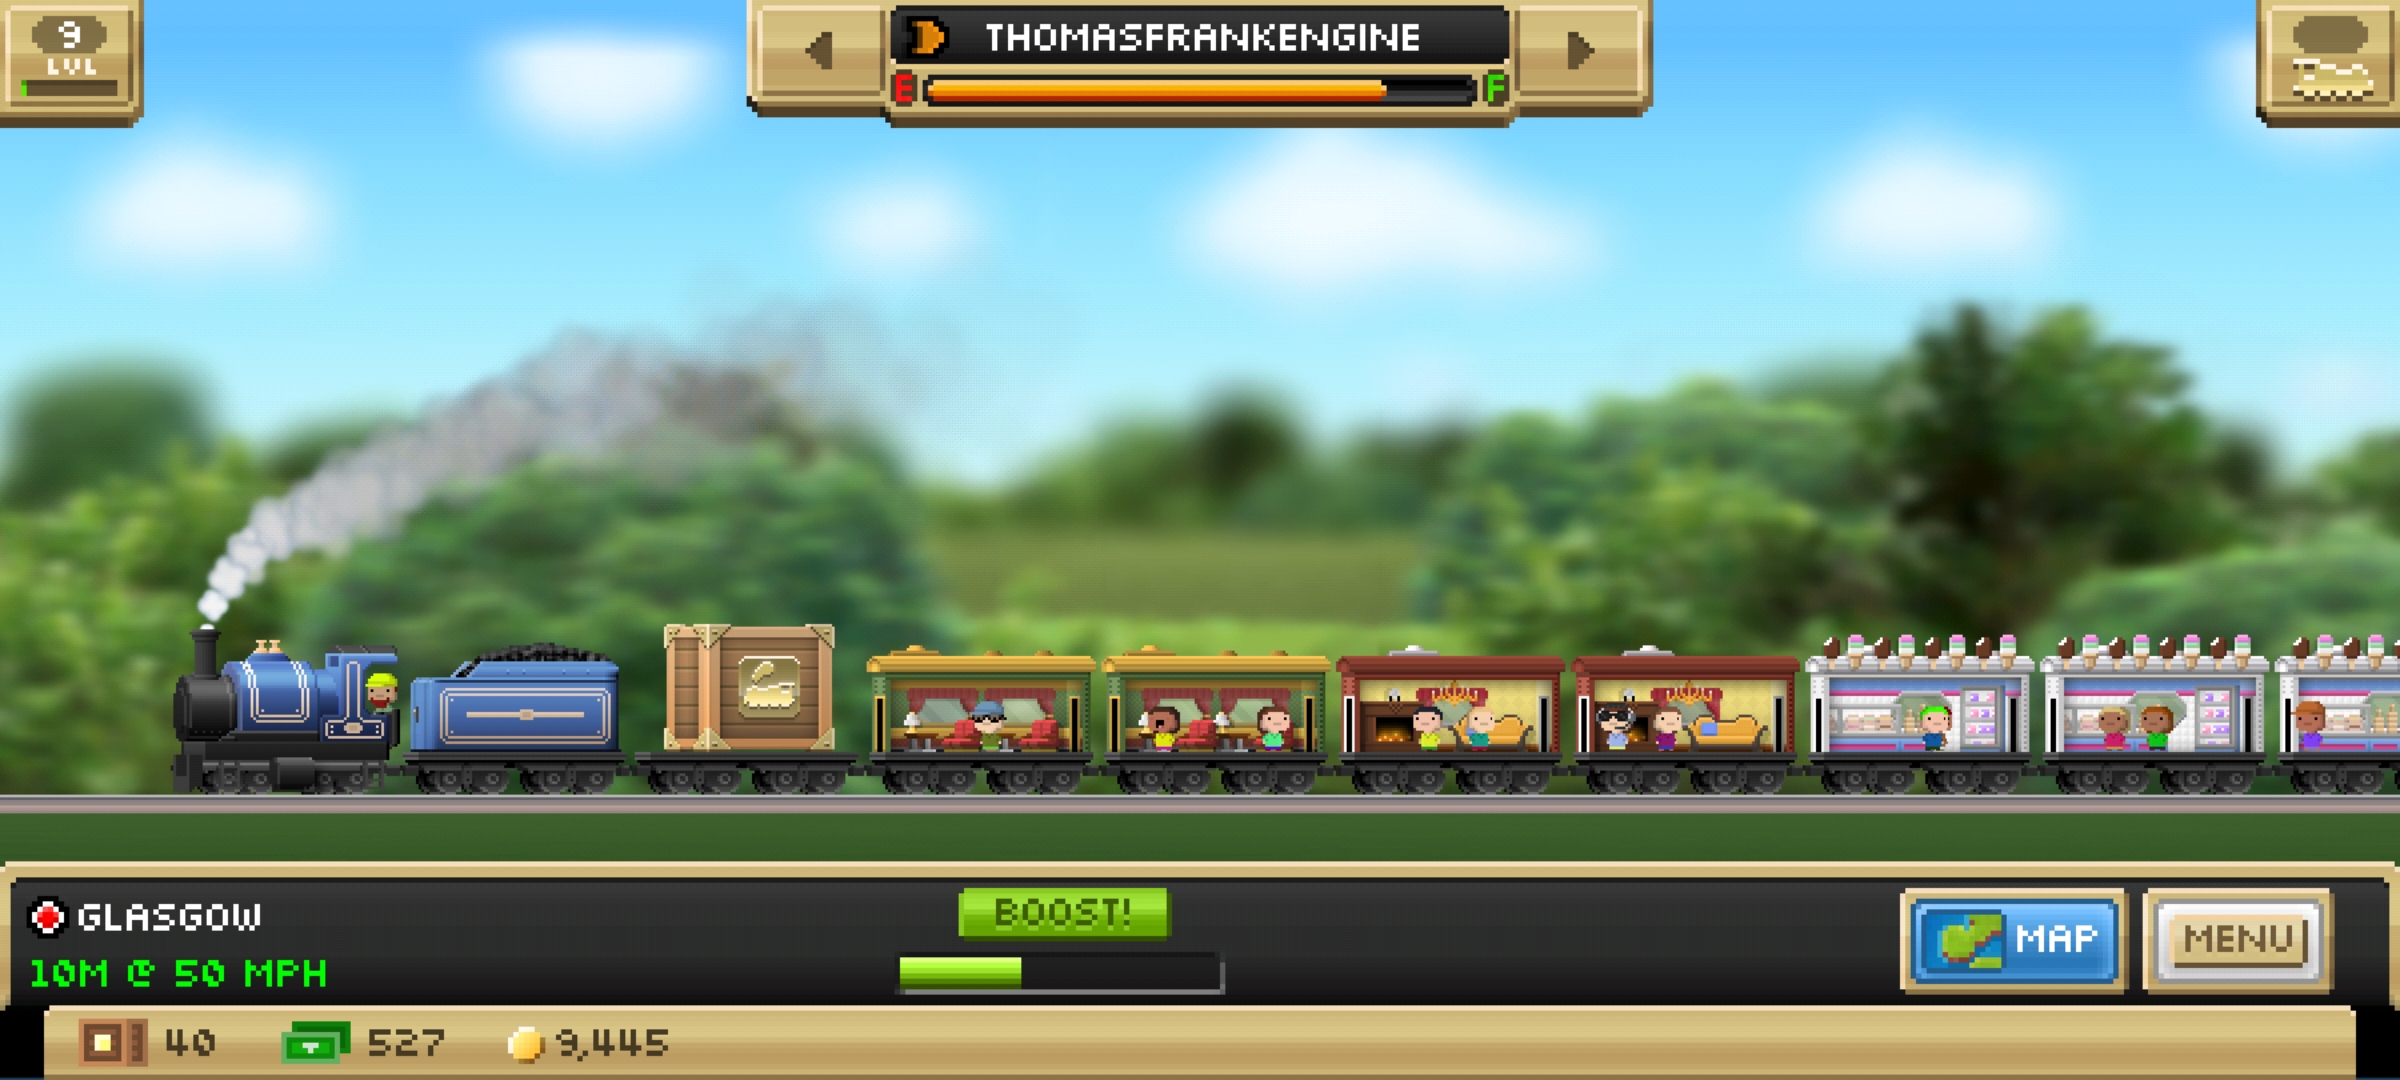 9
LVL
THOMASFRANKENGINE
E F
GLASGOW
10M @ 50 MPH
BOOST!
MAP
MENU
40
527
9,445